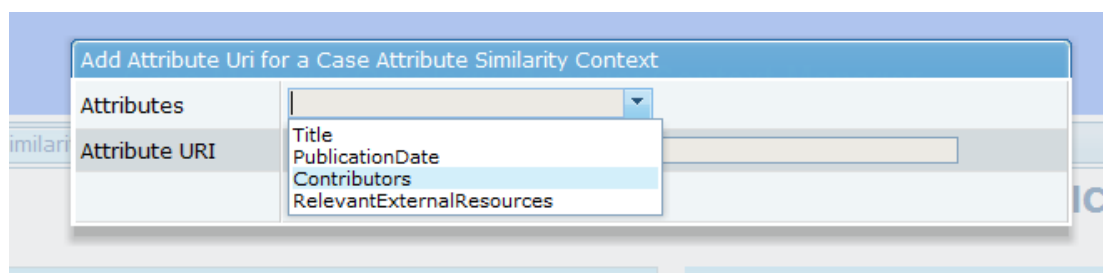 Add Attribute Uri for a Case Attribute Similarity Context
Attributes
Title
PublicationDate
Contributors
RelevantExternalResources
Attribute URI